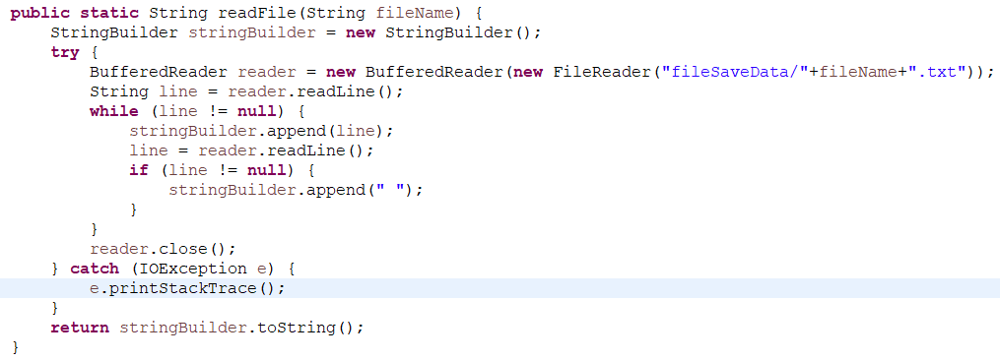 public static String readFile(String fileName) {
    StringBuilder stringBuilder = new StringBuilder();
    try {
        BufferedReader reader = new BufferedReader(new FileReader("fileSaveData/"+fileName+".txt"));
        String line = reader.readLine();
        while (line != null) {
            stringBuilder.append(line);
            line = reader.readLine();
            if (line != null) {
                stringBuilder.append(" ");
            }
        }
        reader.close();
    } catch (IOException e) {
        e.printStackTrace();
    }
    return stringBuilder.toString();
}